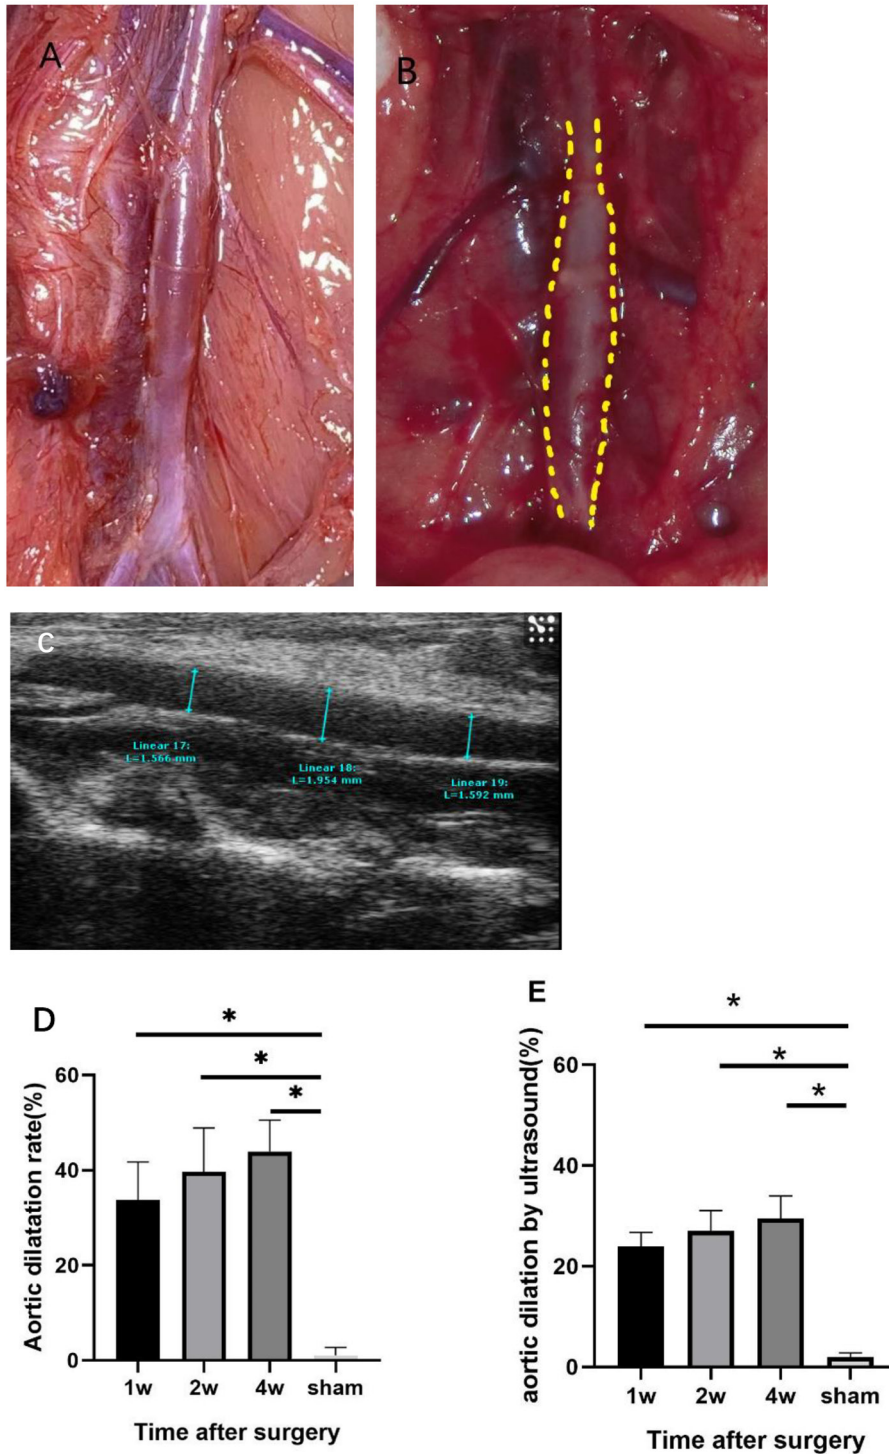 A
B
C
Linear 17:
L=1.566 mm
Linear 18:
L=1.954 mm
Linear 19:
L=1.592 mm
D
*
*
*
Aortic dilatation rate(%)
60
40
20
0
1w 2w 4w sham
Time after surgery
E
*
*
*
aortic dilation by ultrasound(%)
60
40
20
0
1w 2w 4w sham
Time after surgery